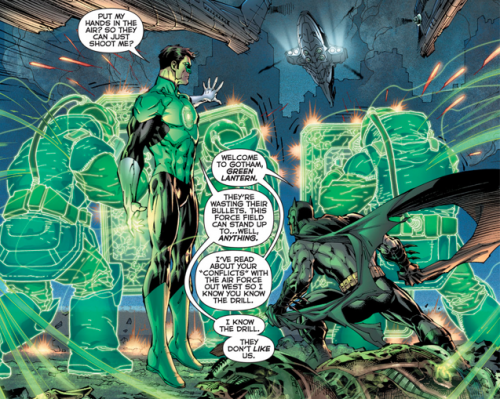 PUT MY
HANDS IN THE
AIR? SO THEY
CAN JUST
SHOOT ME?
WELCOME
TO GOTHAM,
GREEN
LANTERN.
THEY'RE
WASTING THEIR
BULLETS. THIS
FORCE FIELD
CAN STAND UP
TO...WELL,
ANYTHING.
I'VE READ
ABOUT YOUR
"CONFLICTS" WITH
THE AIR FORCE
OUT WEST SO I
KNOW YOU KNOW
THE DRILL.
I KNOW
THE DRILL.
THEY
DON'T LIKE
US.